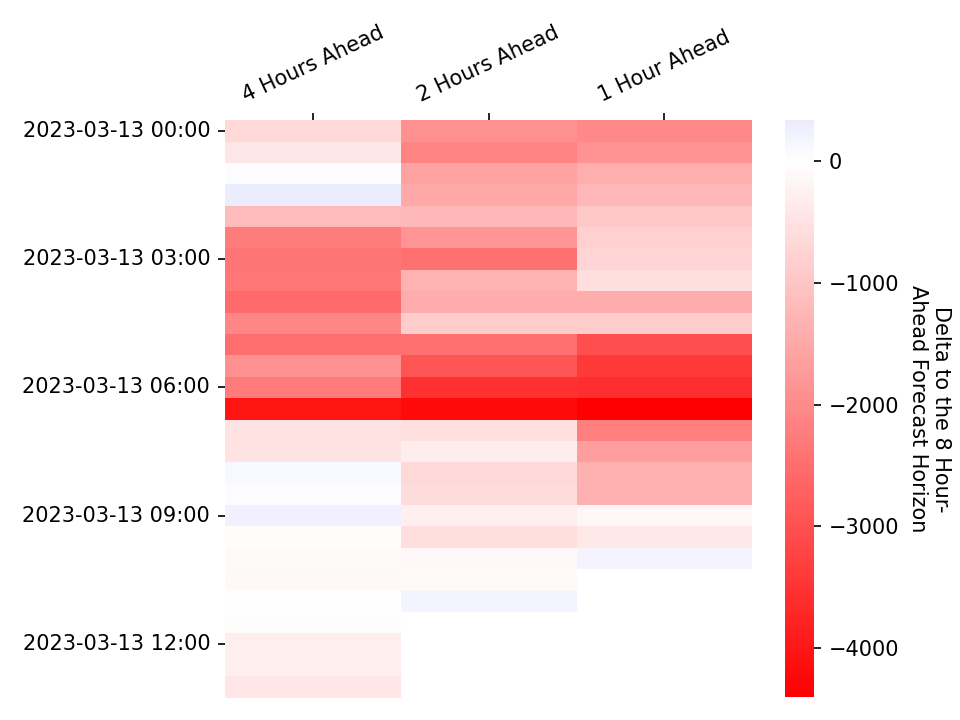 4 Hours Ahead
2 Hours Ahead
1 Hour Ahead
2023-03-13 00:00
2023-03-13 03:00
2023-03-13 06:00
2023-03-13 09:00
2023-03-13 12:00
0
−1000
−2000
−3000
−4000
Delta to the 8 Hour-
Ahead Forecast Horizon